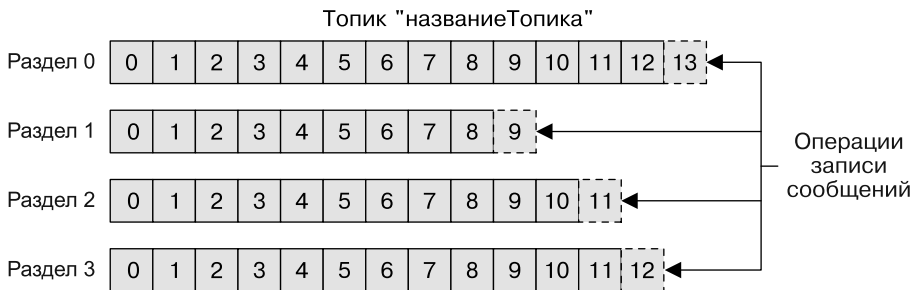 Топик "названиеТопика"
Раздел 0 0 1 2 3 4 5 6 7 8 9 10 11 12 13
Раздел 1 0 1 2 3 4 5 6 7 8 9
Раздел 2 0 1 2 3 4 5 6 7 8 9 10 11
Раздел 3 0 1 2 3 4 5 6 7 8 9 10 11 12
Операции
записи
сообщений